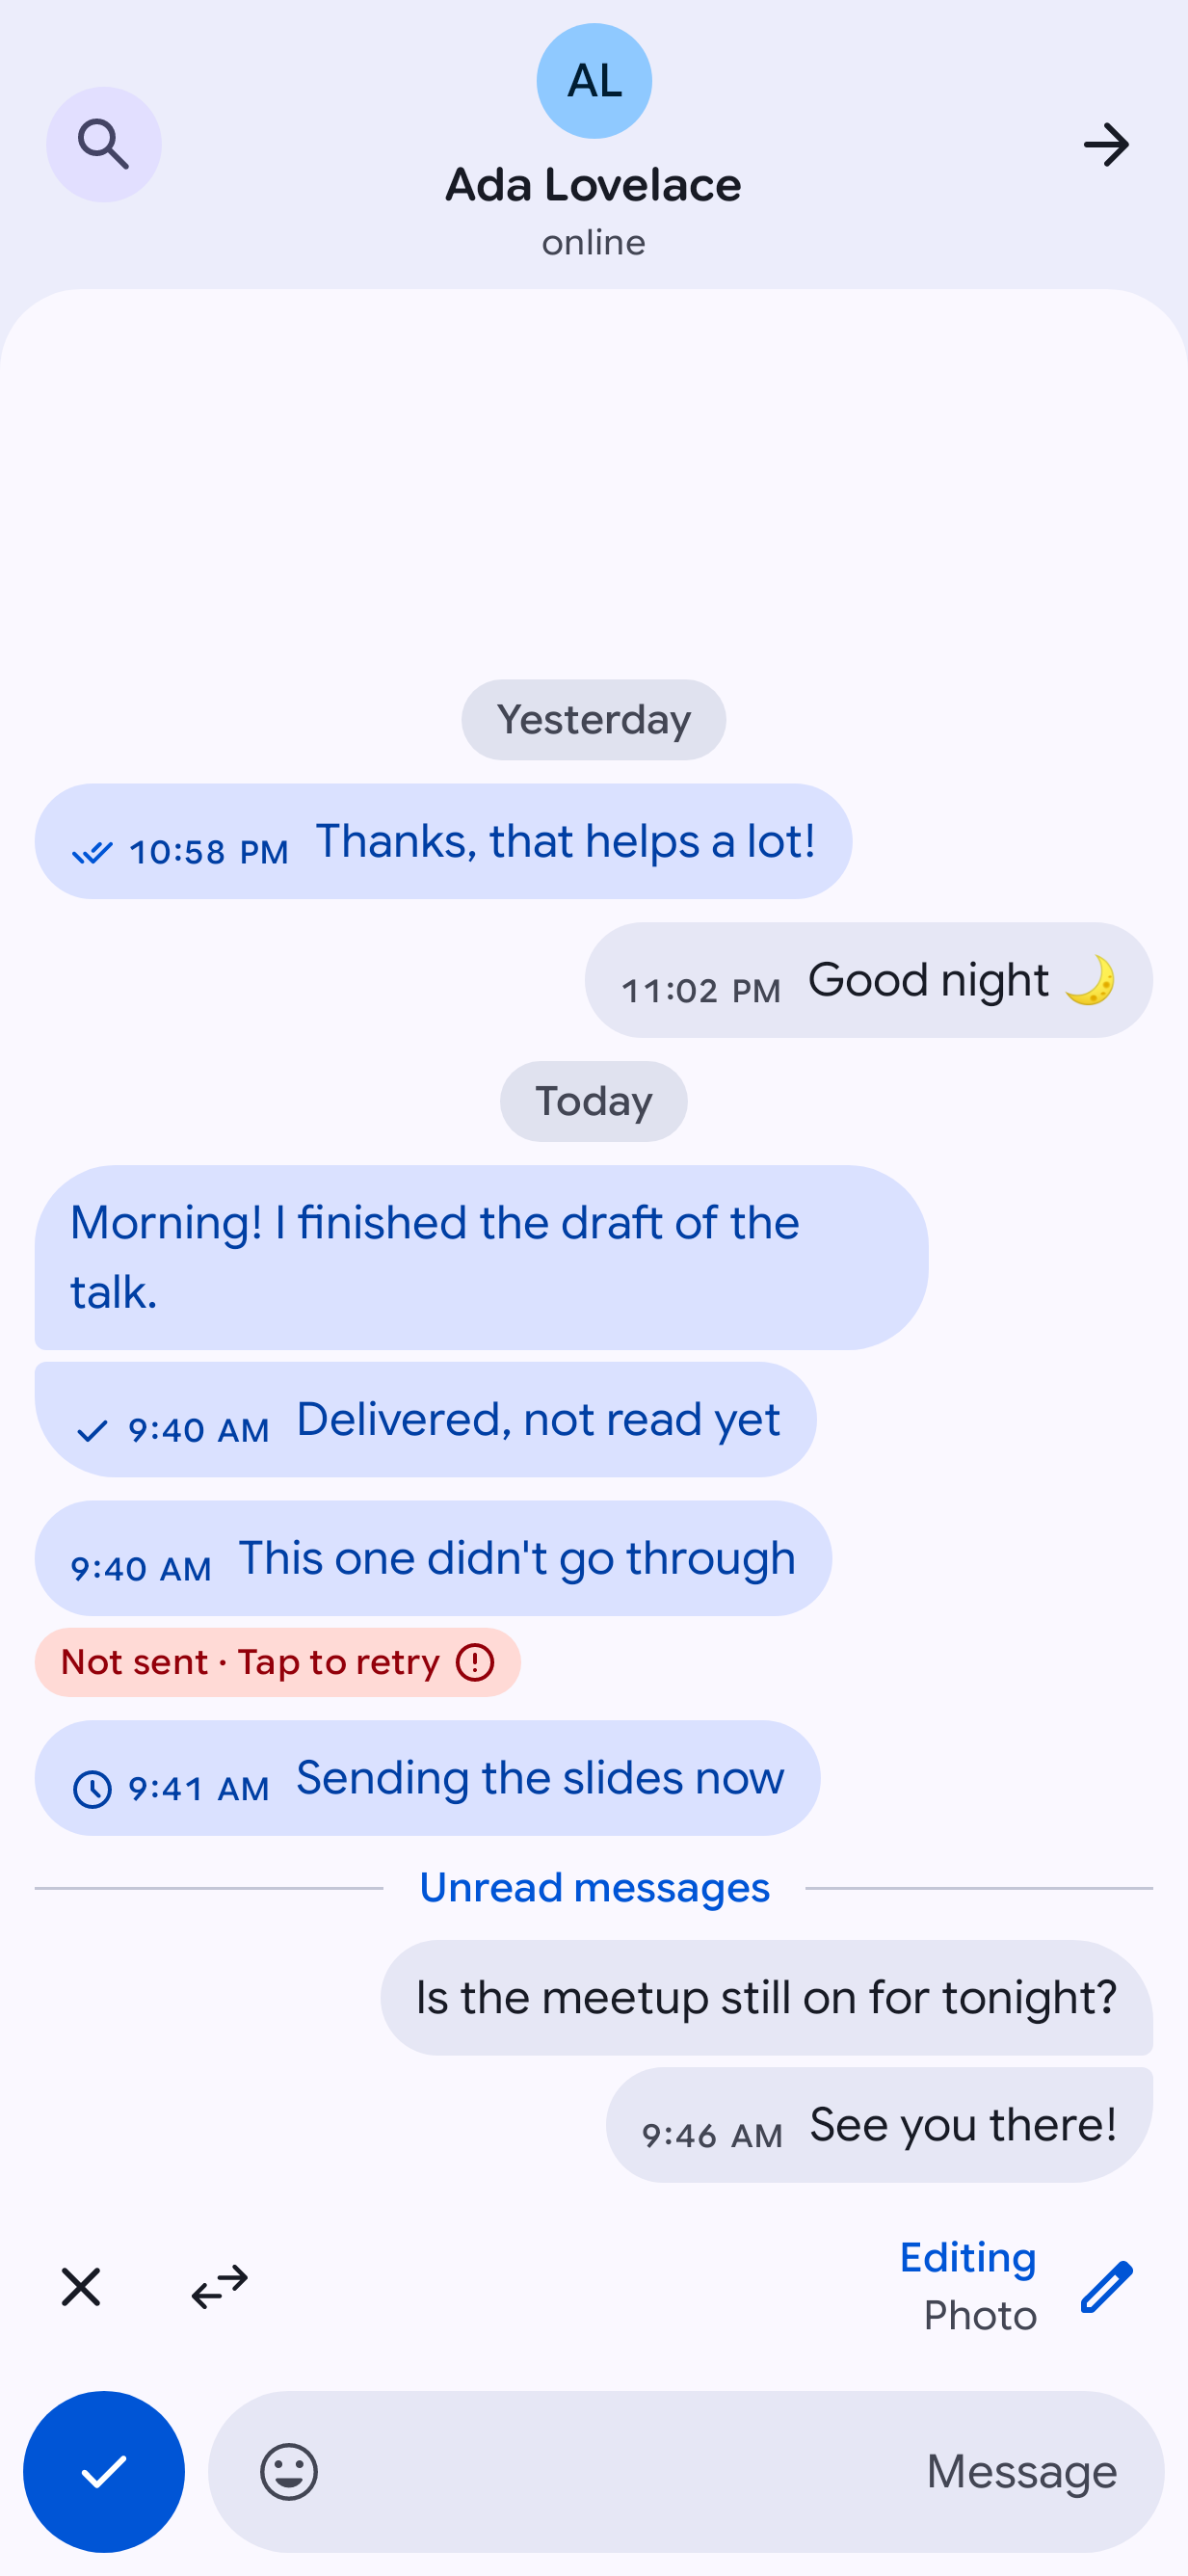 AL
Ada Lovelace
online
Yesterday
10:58 PM Thanks, that helps a lot!
11:02 PM Good night 🌙
Today
Morning! I finished the draft of the
talk.
9:40 AM Delivered, not read yet
9:40 AM This one didn't go through
Not sent · Tap to retry
9:41 AM Sending the slides now
Unread messages
Is the meetup still on for tonight?
9:46 AM See you there!
Editing
Photo
Message